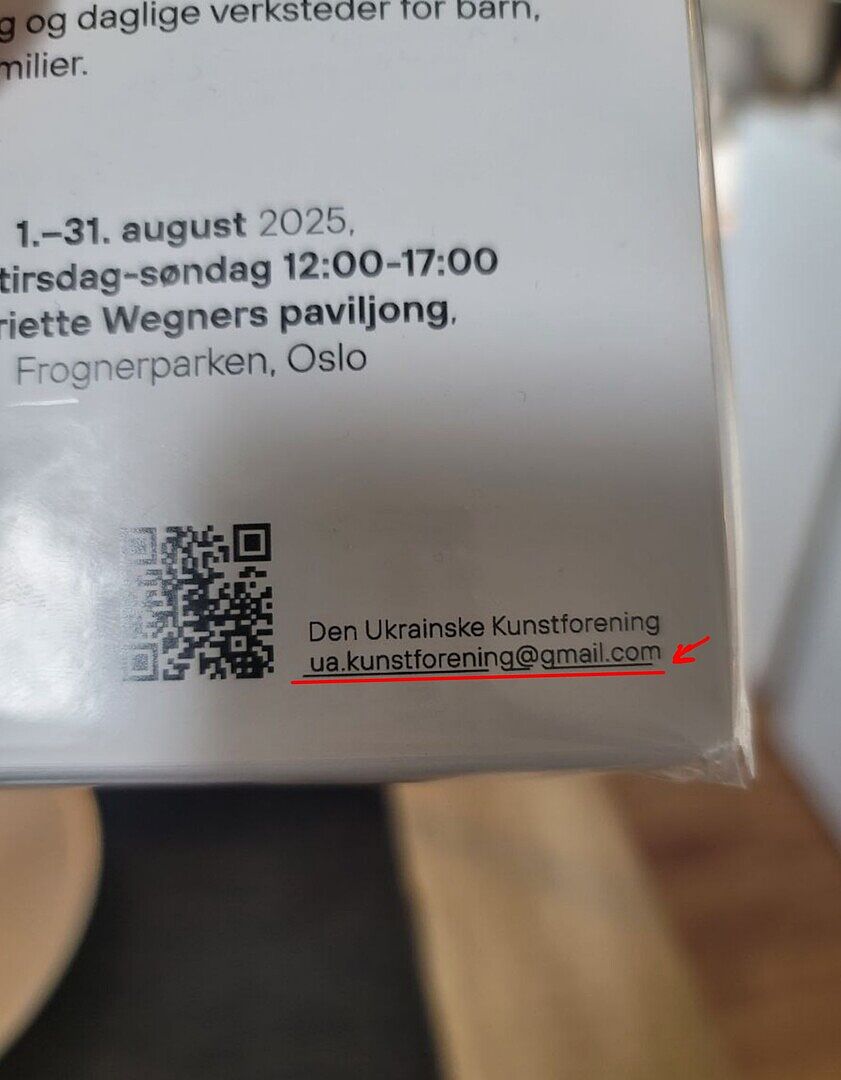 g og daglige verksteder for barn,
milier.
1.–31. august 2025,
tirsdag-søndag 12:00-17:00
riette Wegners paviljong,
Frognerparken, Oslo
Den Ukrainske Kunstforening
ua.kunstforening@gmail.com